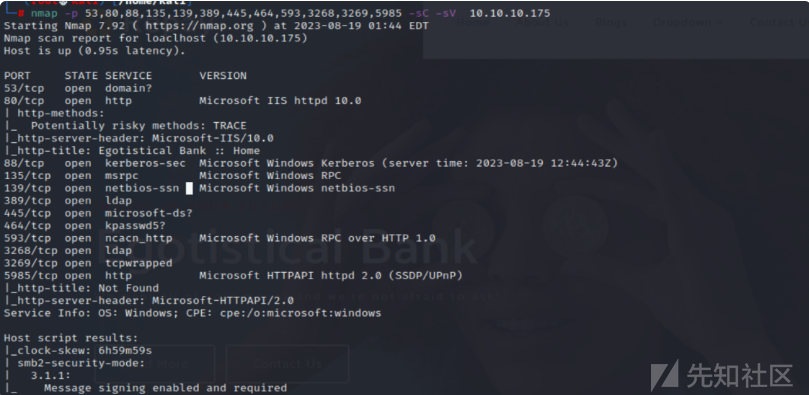 (root㉿kali)-[/home/kali]
# nmap -p 53,80,88,135,139,389,445,464,593,3268,3269,5985 -sC -sV 10.10.10.175
Starting Nmap 7.92 ( https://nmap.org ) at 2023-08-19 01:44 EDT
Nmap scan report for loaclhost (10.10.10.175)
Host is up (0.95s latency).
PORT STATE SERVICE VERSION
53/tcp open domain?
80/tcp open http Microsoft IIS httpd 10.0
| http-methods:
|_ Potentially risky methods: TRACE
|_http-server-header: Microsoft-IIS/10.0
|_http-title: Egotistical Bank :: Home
88/tcp open kerberos-sec Microsoft Windows Kerberos (server time: 2023-08-19 12:44:43Z)
135/tcp open msrpc Microsoft Windows RPC
139/tcp open netbios-ssn Microsoft Windows netbios-ssn
389/tcp open ldap
445/tcp open microsoft-ds?
464/tcp open kpasswd5?
593/tcp open ncacn_http Microsoft Windows RPC over HTTP 1.0
3268/tcp open ldap
3269/tcp open tcpwrapped
5985/tcp open http Microsoft HTTPAPI httpd 2.0 (SSDP/UPnP)
|_http-title: Not Found
|_http-server-header: Microsoft-HTTPAPI/2.0
Service Info: OS: Windows; CPE: cpe:/o:microsoft:windows
Host script results:
|_clock-skew: 6h59m59s
| smb2-security-mode:
| 3.1.1:
|_ Message signing enabled and required
Egotistical Bank
Contact Us
先知社区